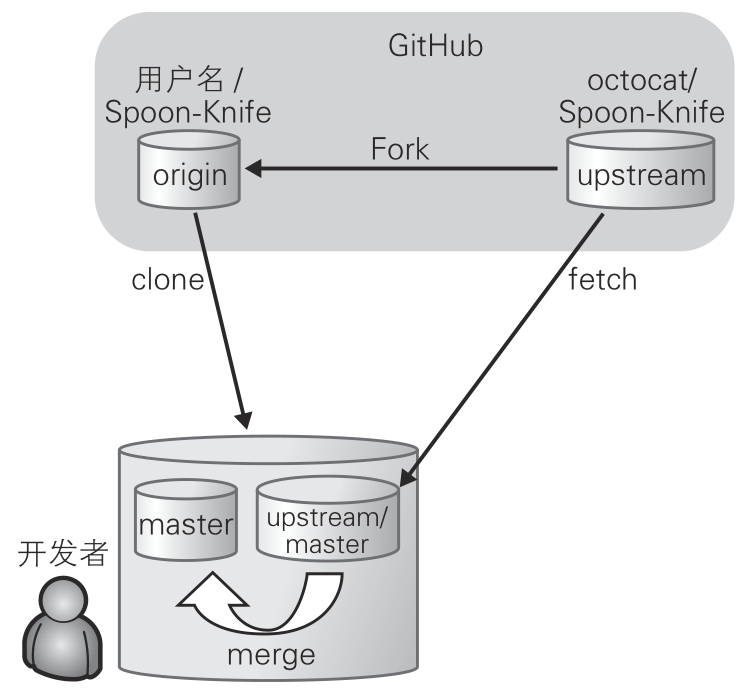 GitHub
用户名/
Spoon-Knife
octocat/
Spoon-Knife
Fork
origin
upstream
clone
fetch
master
upstream/
master
开发者
merge